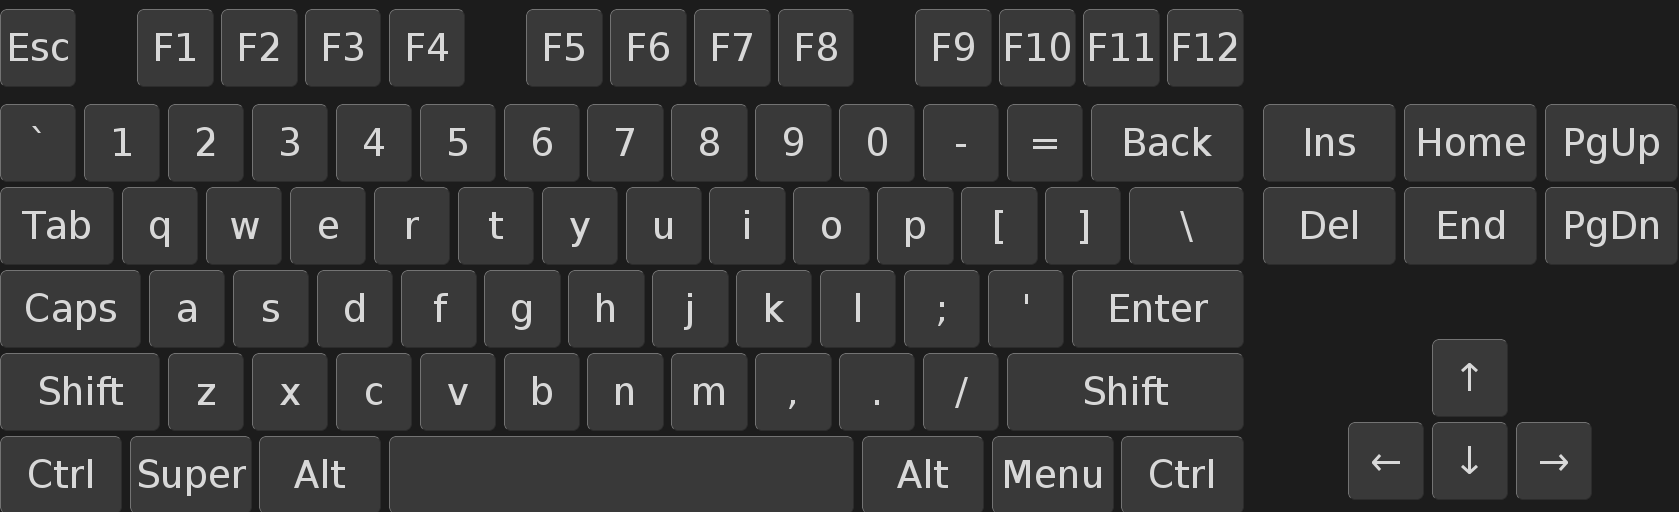 Esc F1 F2 F3 F4 F5 F6 F7 F8 F9 F10 F11 F12
` 1 2 3 4 5 6 7 8 9 0 - = Back Ins Home PgUp
Tab q w e r t y u i o p [ ] \ Del End PgDn
Caps a s d f g h j k l ; ' Enter
Shift z x c v b n m , . / Shift ↑
Ctrl Super Alt Alt Menu Ctrl ← ↓ →